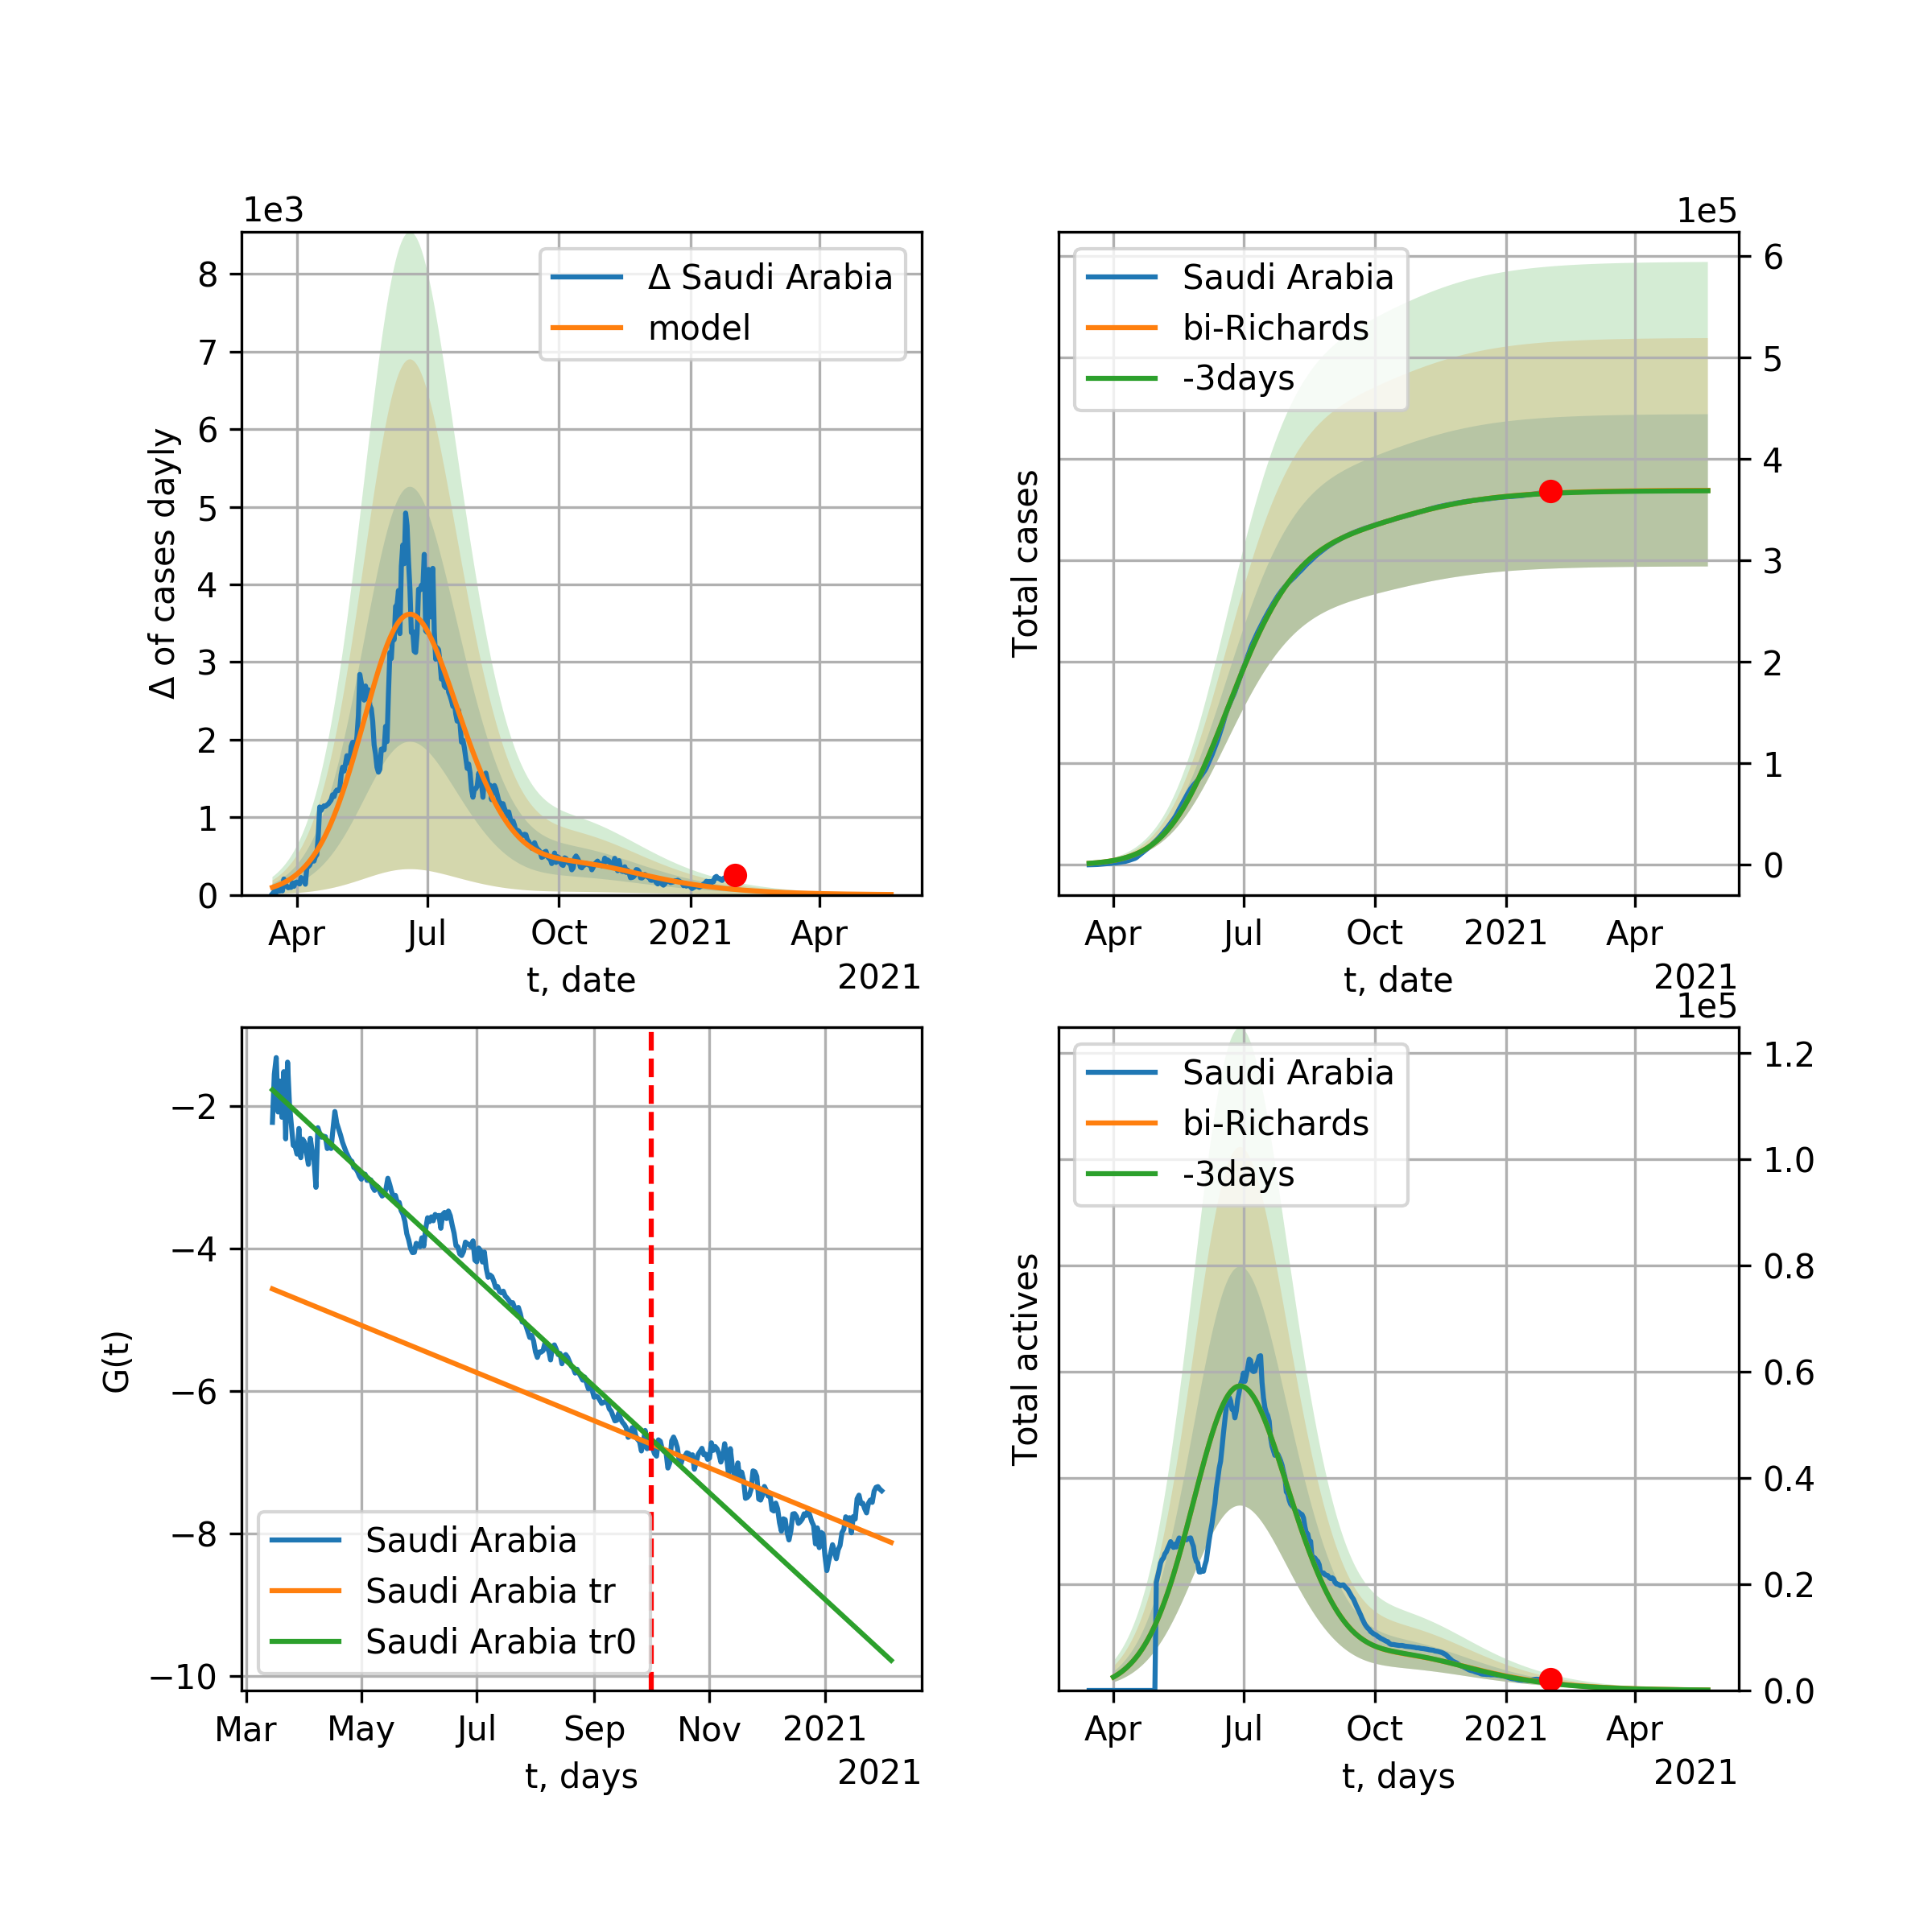 1e3
Δ of cases dayly
8
7
6
5
4
3
2
1
0
Δ Saudi Arabia
model
Apr
Jul
Oct
2021
Apr
t, date
2021
1e5
Total cases
Saudi Arabia
bi-Richards
-3days
6
5
4
3
2
1
0
Apr
Jul
Oct
2021
Apr
t, date
2021
G(t)
−2
−4
−6
−8
−10
Saudi Arabia
Saudi Arabia tr
Saudi Arabia tr0
Mar
May
Jul
Sep
Nov
2021
t, days
2021
1e5
Total actives
Saudi Arabia
bi-Richards
-3days
1.2
1.0
0.8
0.6
0.4
0.2
0.0
Apr
Jul
Oct
2021
Apr
t, days
2021